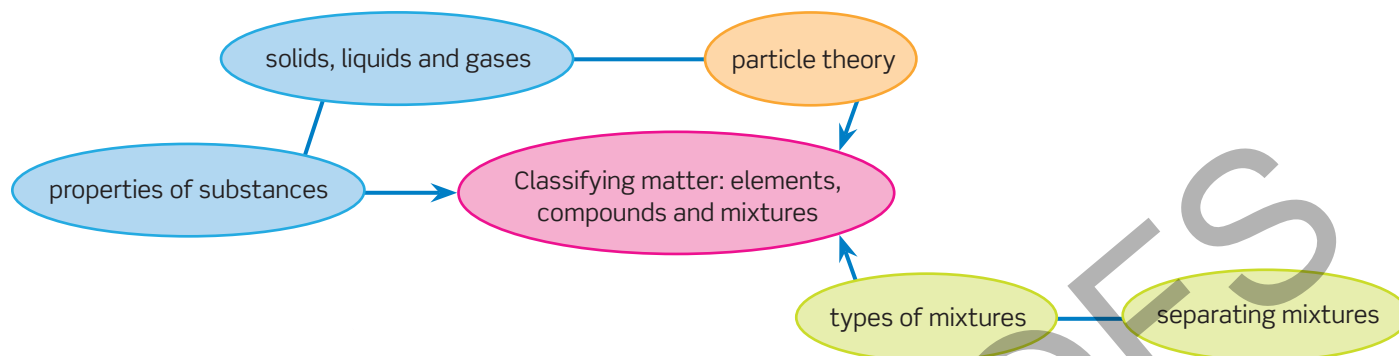 solids, liquids and gases
particle theory
properties of substances
Classifying matter: elements,
compounds and mixtures
types of mixtures
separating mixtures